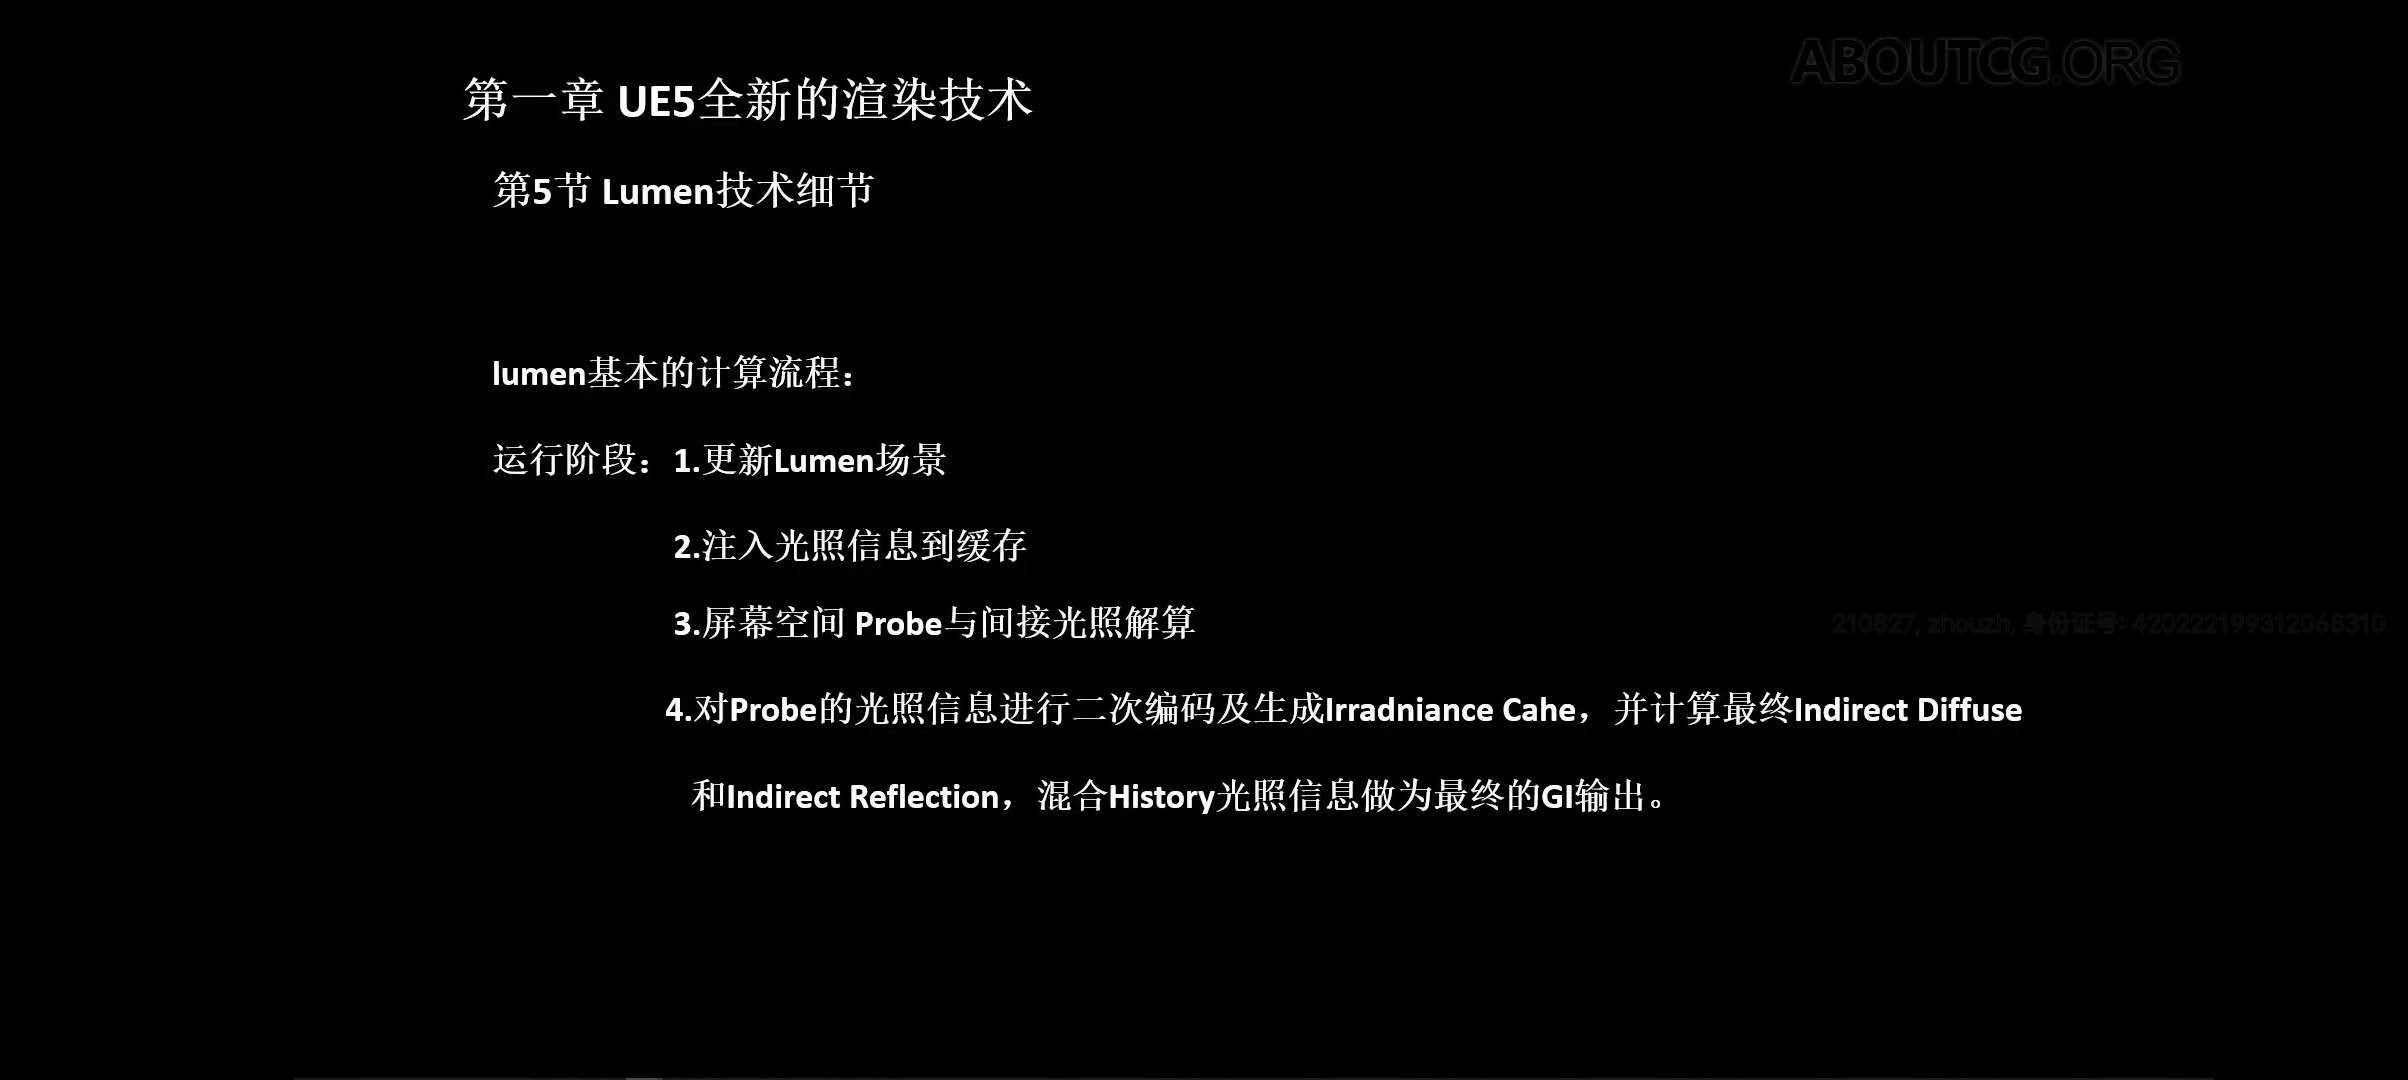 ABOUTCG.ORG
第一章 UE5全新的渲染技术
第5节 Lumen技术细节
lumen基本的计算流程：
运行阶段：1.更新Lumen场景
2.注入光照信息到缓存
3.屏幕空间 Probe与间接光照解算
210827, zhouzh, 身份证号: 420222199312068310
4.对Probe的光照信息进行二次编码及生成Irradniance Cahe，并计算最终Indirect Diffuse
和Indirect Reflection，混合History光照信息做为最终的GI输出。